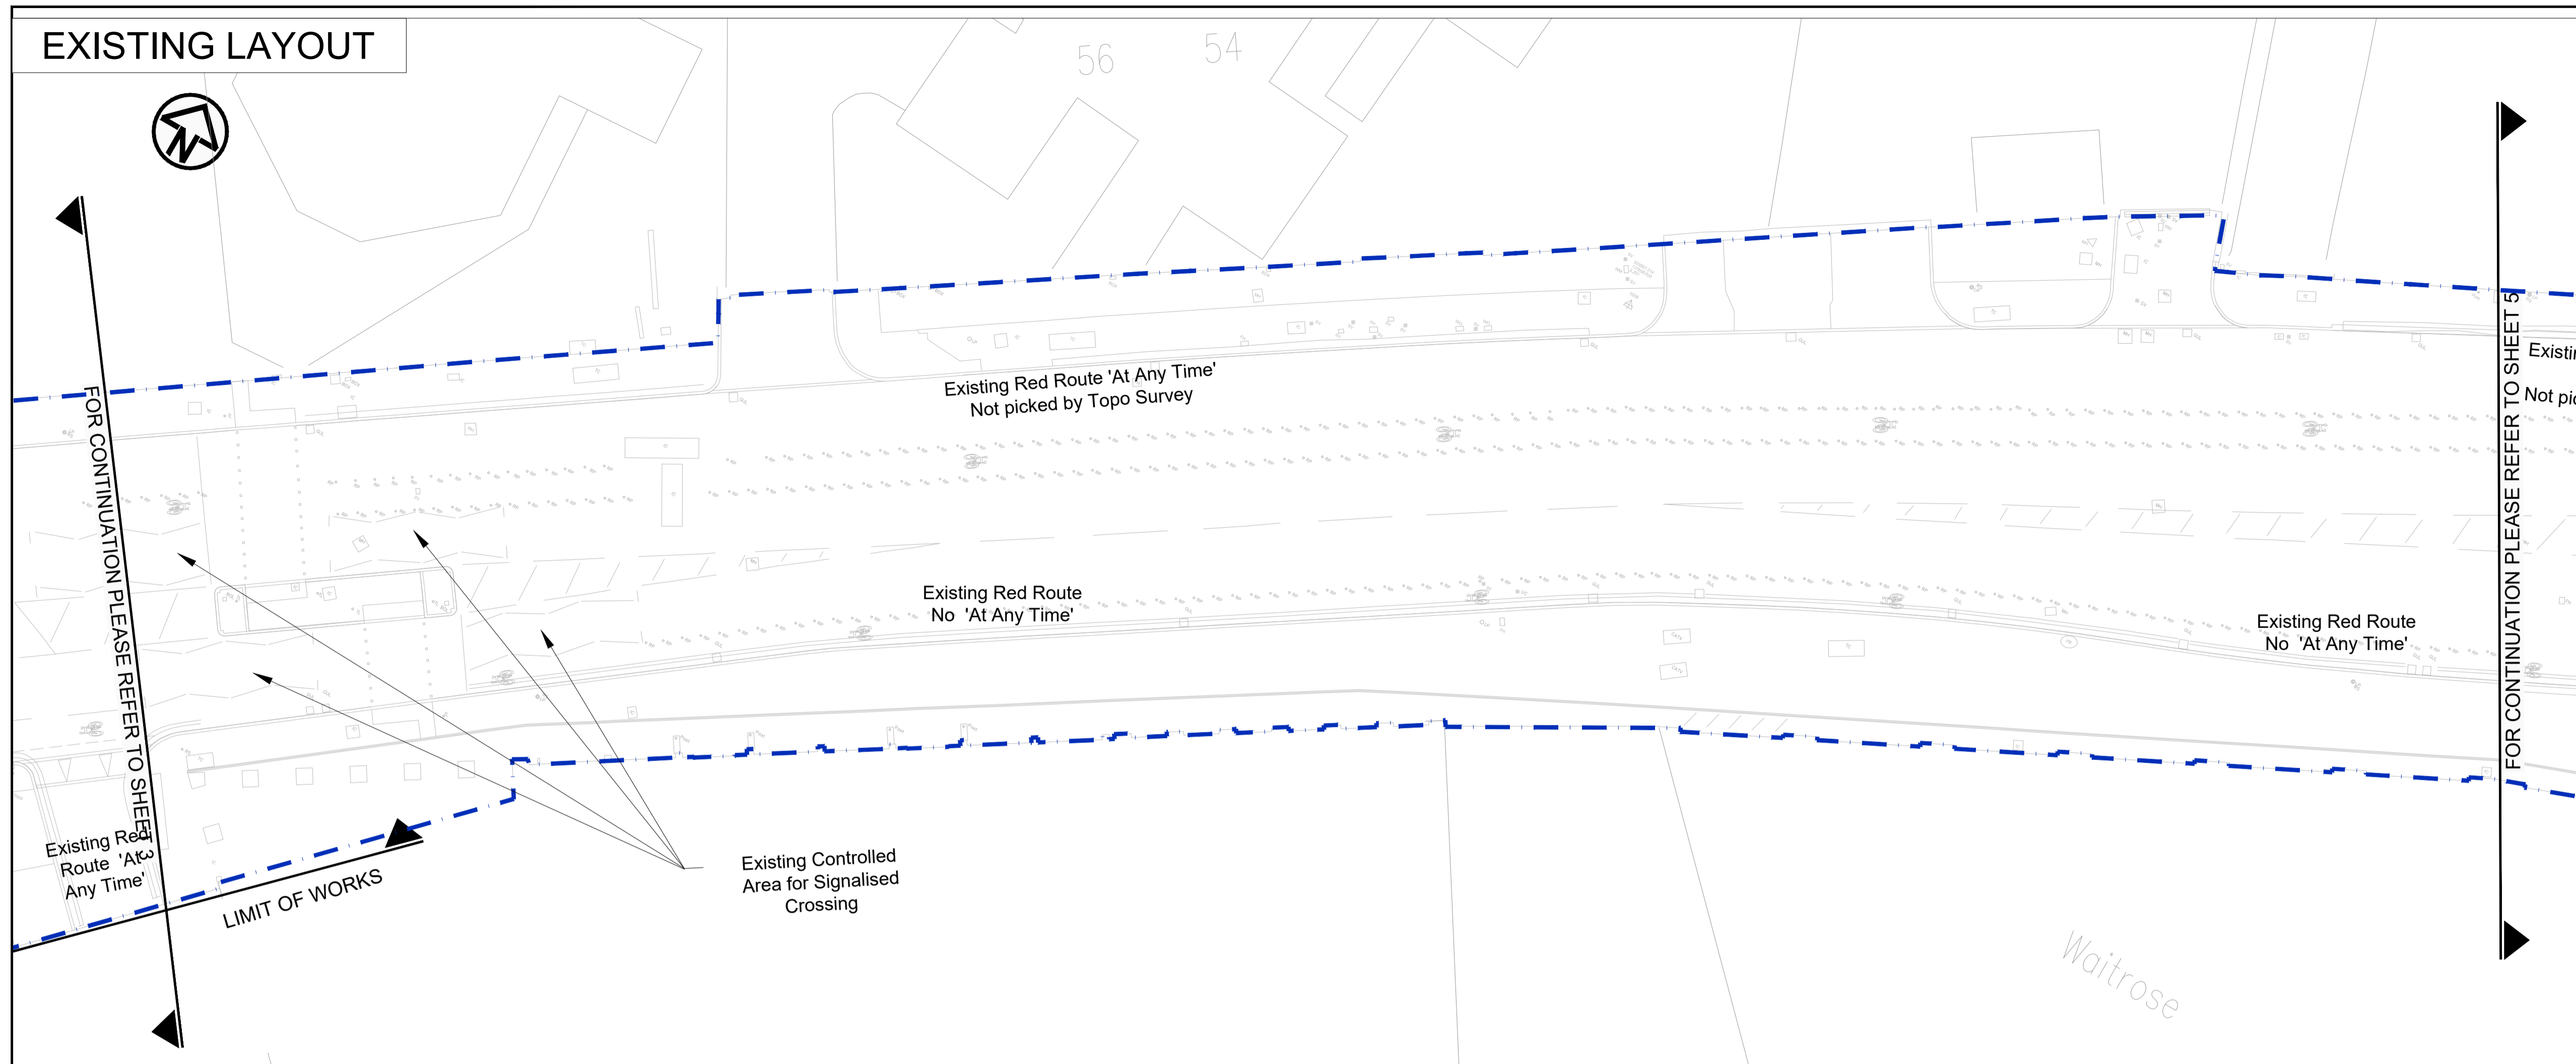 EXISTING LAYOUT
56
54
N
FOR CONTINUATION PLEASE REFER TO SHEET 3
FOR CONTINUATION PLEASE REFER TO SHEET 5
Existing Red Route 'At Any Time'
Not picked by Topo Survey
Existin
Not pic
Existing Red Route
No 'At Any Time'
Existing Red Route
No 'At Any Time'
Existing Red
Route 'At
Any Time'
LIMIT OF WORKS
Existing Controlled
Area for Signalised
Crossing
Waitrose